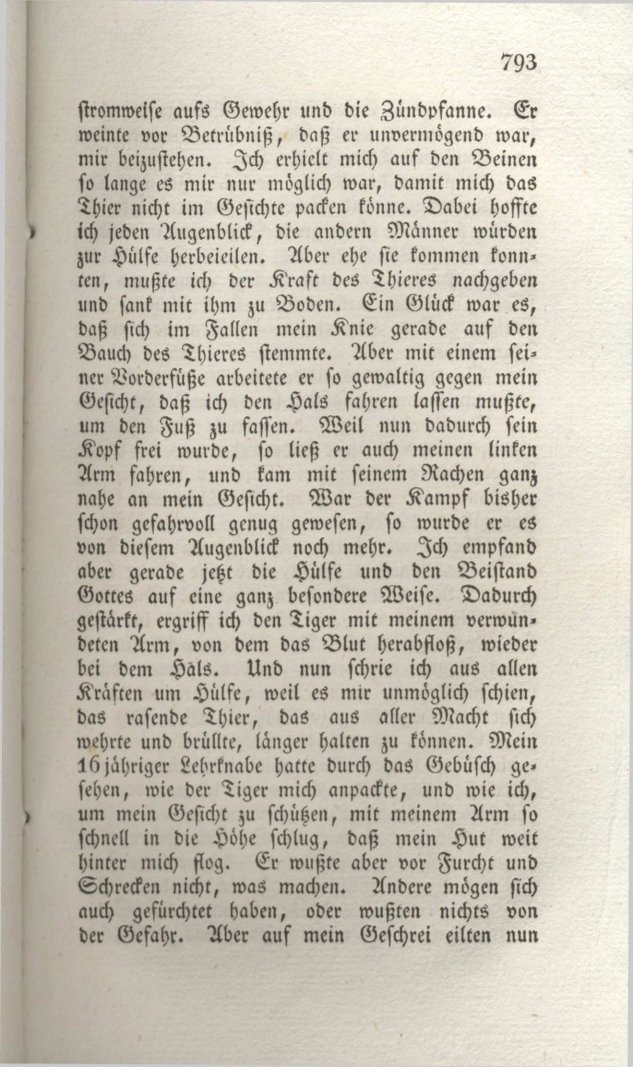 793
stromweise aufs Gewehr und die Zündpfanne. Er
weinte vor Betrübniß, daß er unvermögend war,
mir beizustehen. Ich erhielt mich auf den Beinen
so lange es mir nur möglich war, damit mich das
Thier nicht im Gesichte packen könne. Dabei hoffte
ich jeden Augenblick, die andern Männer würden
zur Hülfe herbeieilen. Aber ehe sie kommen konn-
ten, mußte ich der Kraft des Thieres nachgeben
und sank mit ihm zu Boden. Ein Glück war es,
daß sich im Fallen mein Knie gerade auf den
Bauch des Thieres stemmte. Aber mit einem sei-
ner Vorderfüße arbeitete er so gewaltig gegen mein
Gesicht, daß ich den Hals fahren lassen mußte,
um den Fuß zu fassen. Weil nun dadurch sein
Kopf frei wurde, so ließ er auch meinen linken
Arm fahren, und kam mit seinem Rachen ganz
nahe an mein Gesicht. War der Kampf bisher
schon gefahrvoll genug gewesen, so wurde er es
von diesem Augenblick noch mehr. Ich empfand
aber gerade jetzt die Hülfe und den Beistand
Gottes auf eine ganz besondere Weise. Dadurch
gestärkt, ergriff ich den Tiger mit meinem verwun-
deten Arm, von dem das Blut herabfloß, wieder
bei dem Hals. Und nun schrie ich aus allen
Kräften um Hülfe, weil es mir unmöglich schien,
das rasende Thier, das aus aller Macht sich
wehrte und brüllte, länger halten zu können. Mein
16jähriger Lehrknabe hatte durch das Gebüsch ge-
sehen, wie der Tiger mich anpackte, und wie ich,
um mein Gesicht zu schützen, mit meinem Arm so
schnell in die Höhe schlug, daß mein Hut weit
hinter mich flog. Er wußte aber vor Furcht und
Schrecken nicht, was machen. Andere mögen sich
auch gefürchtet haben, oder wußten nichts von
der Gefahr. Aber auf mein Geschrei eilten nun